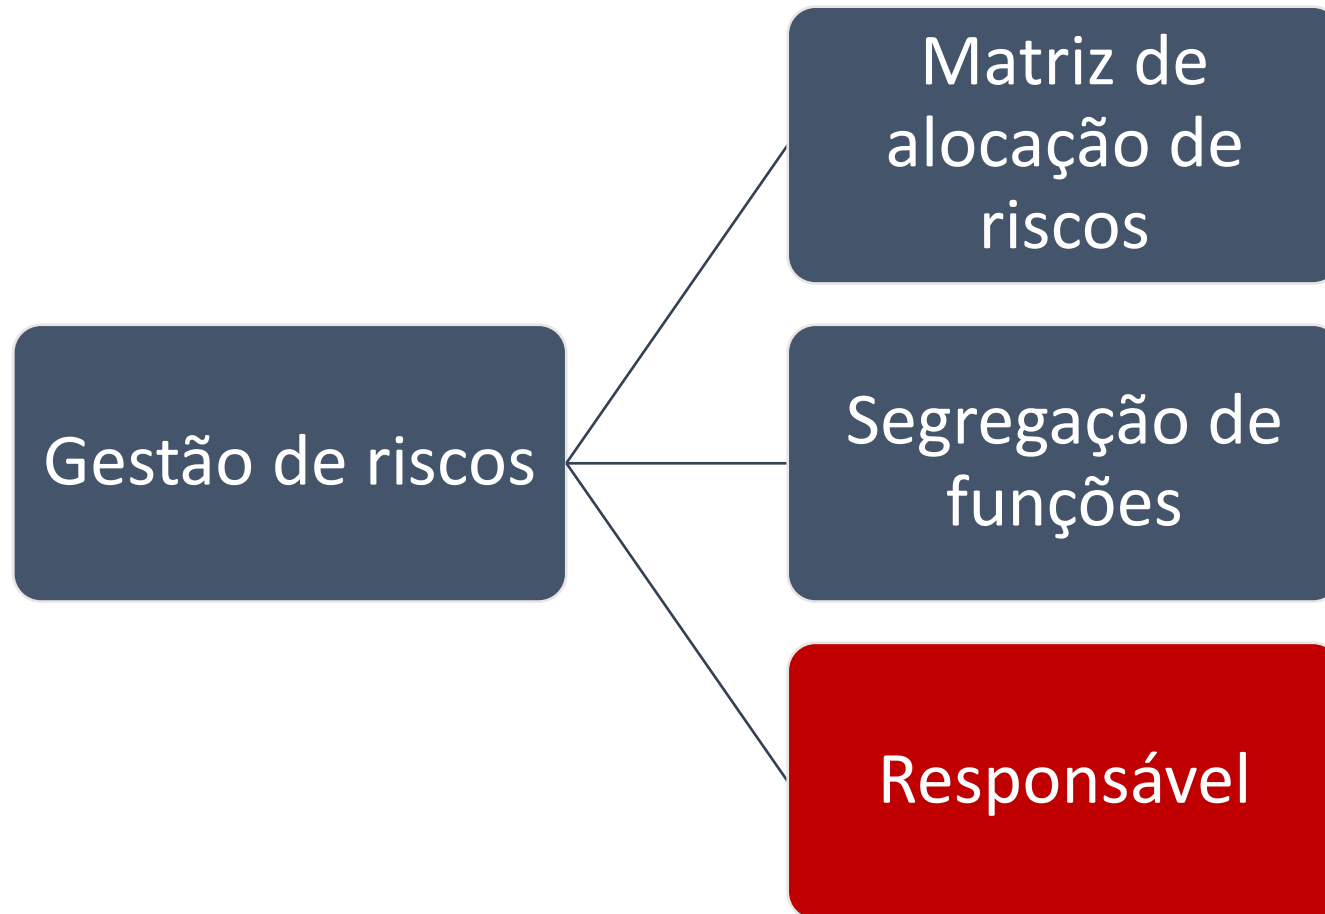 Matriz de
alocação de
riscos
Gestão de riscos
Segregação de
funções
Responsável